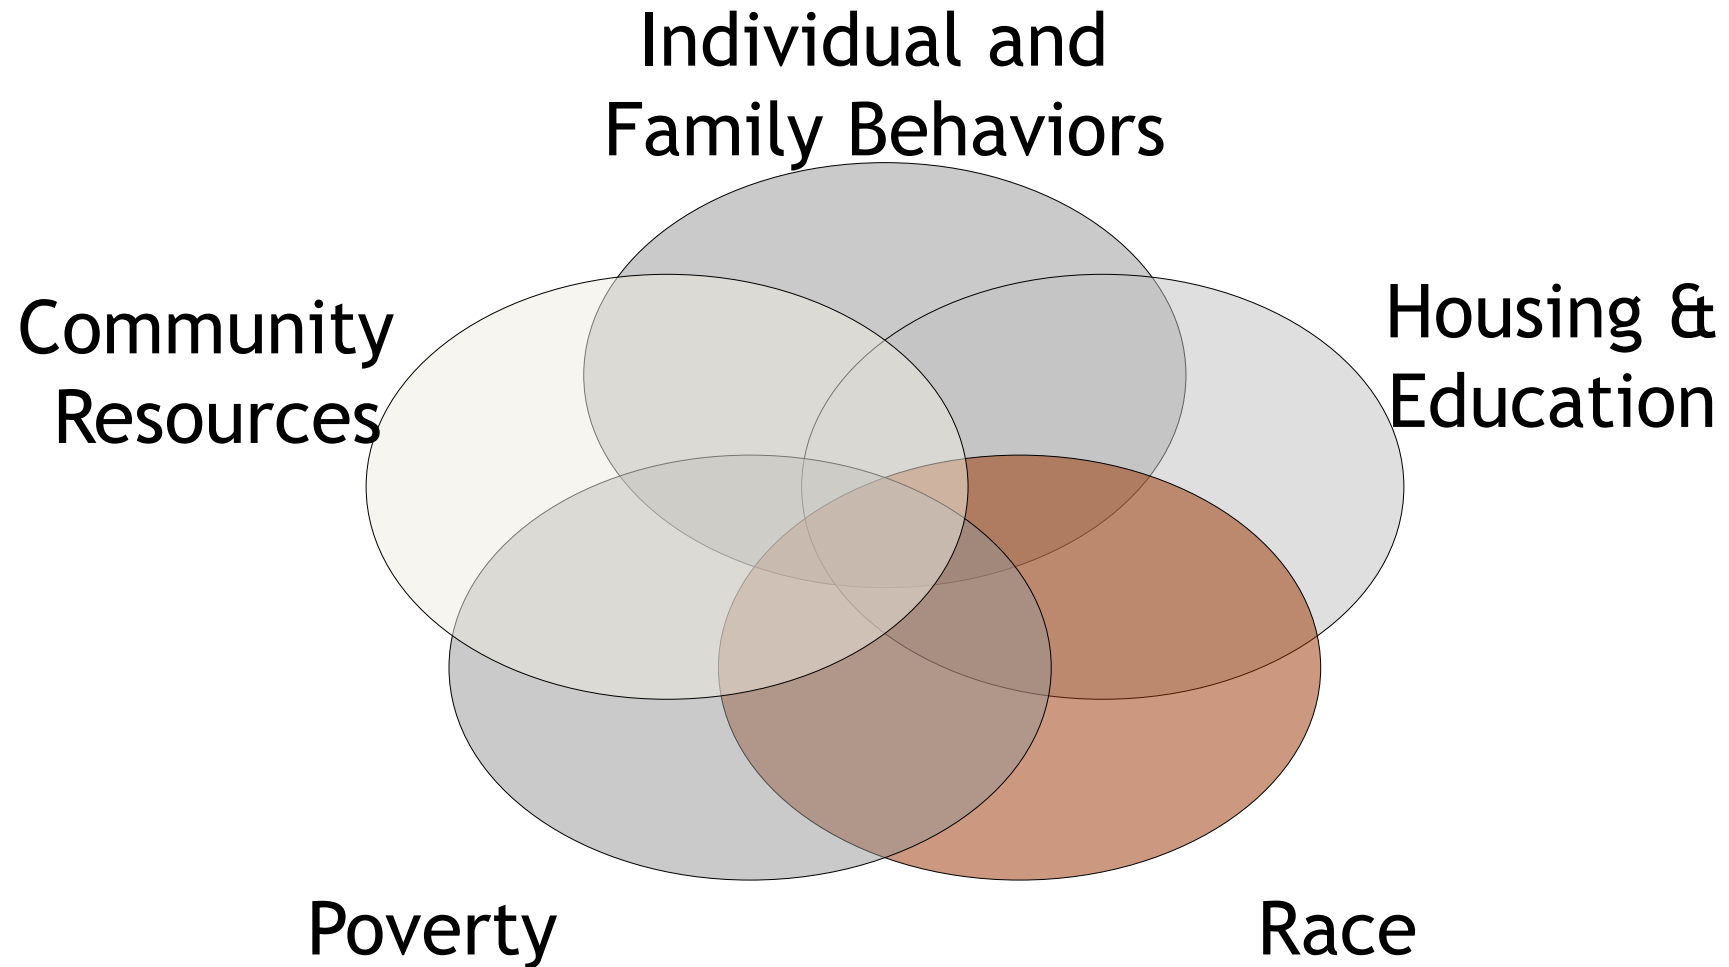 Individual and
Family Behaviors
Community
Resources
Housing &
Education
Poverty
Race